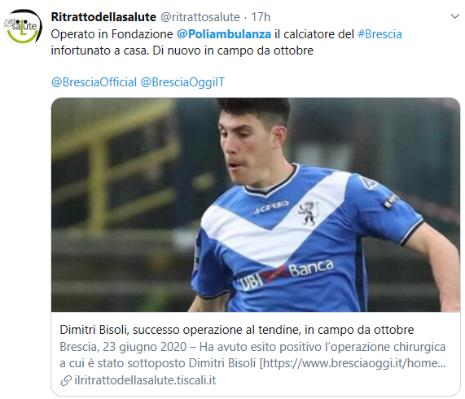 Ritrattodellasalute @ritrattosalute · 17h
Operato in Fondazione @Poliambulanza il calciatore del #Brescia
infortunato a casa. Di nuovo in campo da ottobre
@BresciaOfficial @BresciaOggiIT
acerbis
UBI Banca
Dimitri Bisoli, successo operazione al tendine, in campo da ottobre
Brescia, 23 giugno 2020 – Ha avuto esito positivo l'operazione chirurgica
a cui è stato sottoposto Dimitri Bisoli [https://www.bresciaoggi.it/home...
ilritrattodellasalute.tiscali.it